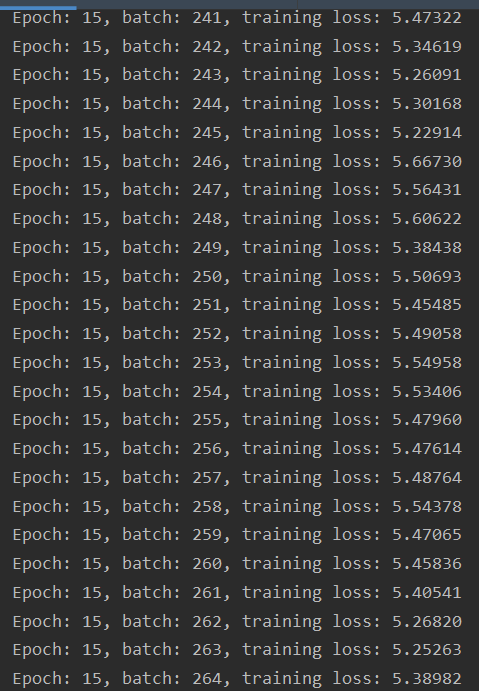 Epoch: 15, batch: 241, training loss: 5.47322
Epoch: 15, batch: 242, training loss: 5.34619
Epoch: 15, batch: 243, training loss: 5.26091
Epoch: 15, batch: 244, training loss: 5.30168
Epoch: 15, batch: 245, training loss: 5.22914
Epoch: 15, batch: 246, training loss: 5.66730
Epoch: 15, batch: 247, training loss: 5.56431
Epoch: 15, batch: 248, training loss: 5.60622
Epoch: 15, batch: 249, training loss: 5.38438
Epoch: 15, batch: 250, training loss: 5.50693
Epoch: 15, batch: 251, training loss: 5.45485
Epoch: 15, batch: 252, training loss: 5.49058
Epoch: 15, batch: 253, training loss: 5.54958
Epoch: 15, batch: 254, training loss: 5.53406
Epoch: 15, batch: 255, training loss: 5.47960
Epoch: 15, batch: 256, training loss: 5.47614
Epoch: 15, batch: 257, training loss: 5.48764
Epoch: 15, batch: 258, training loss: 5.54378
Epoch: 15, batch: 259, training loss: 5.47065
Epoch: 15, batch: 260, training loss: 5.45836
Epoch: 15, batch: 261, training loss: 5.40541
Epoch: 15, batch: 262, training loss: 5.26820
Epoch: 15, batch: 263, training loss: 5.25263
Epoch: 15, batch: 264, training loss: 5.38982